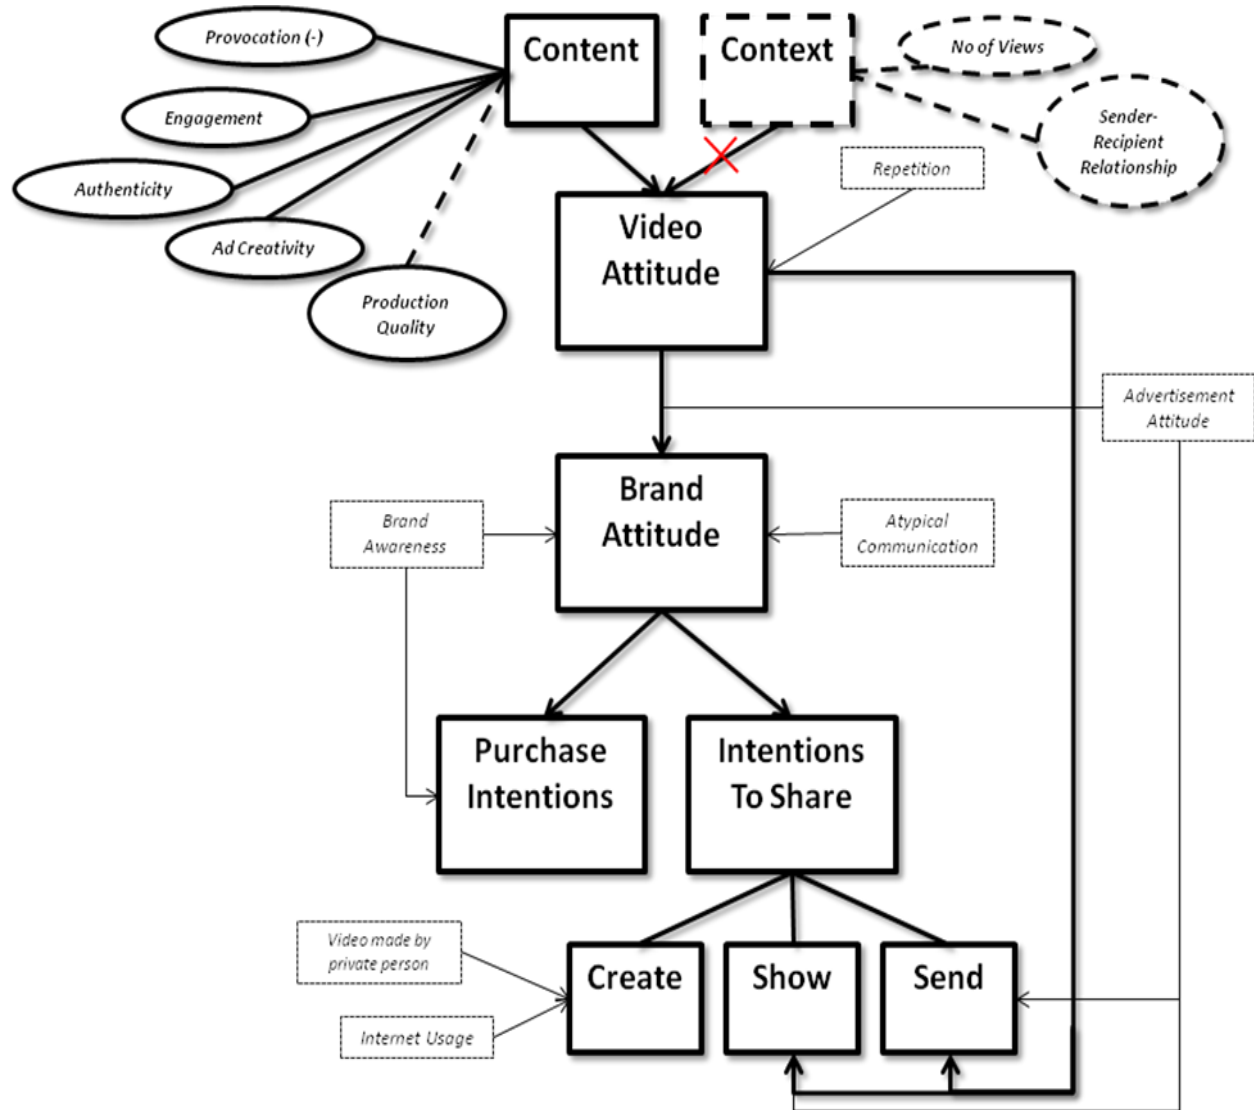 Provocation (-)
Content
Context
No of Views
Engagement
Sender-
Recipient
Relationship
Repetition
Authenticity
Ad Creativity
Video
Attitude
Production
Quality
Advertisement
Attitude
Brand
Attitude
Brand
Awareness
Atypical
Communication
Purchase
Intentions
Intentions
To Share
Video made by
private person
Create
Show
Send
Internet Usage